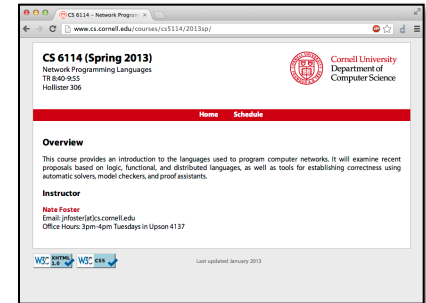 CS 6114 – Network Program
www.cs.cornell.edu/courses/cs6114/2013sp/
CS 6114 (Spring 2013)
Network Programming Languages
TR 8:40-9:55
Hollister 306
Cornell University
Department of
Computer Science
Home Schedule
Overview
This course provides an introduction to the languages used to program computer networks. It will examine recent
proposals based on logic, functional, and distributed languages, as well as tools for establishing correctness using
automatic solvers, model checkers, and proof assistants.
Instructor
Nate Foster
Email: jnfoster(at)cs.cornell.edu
Office Hours: 3pm-4pm Tuesdays in Upson 4137
W3C XHTML 1.0 W3C css
Last updated January 2013